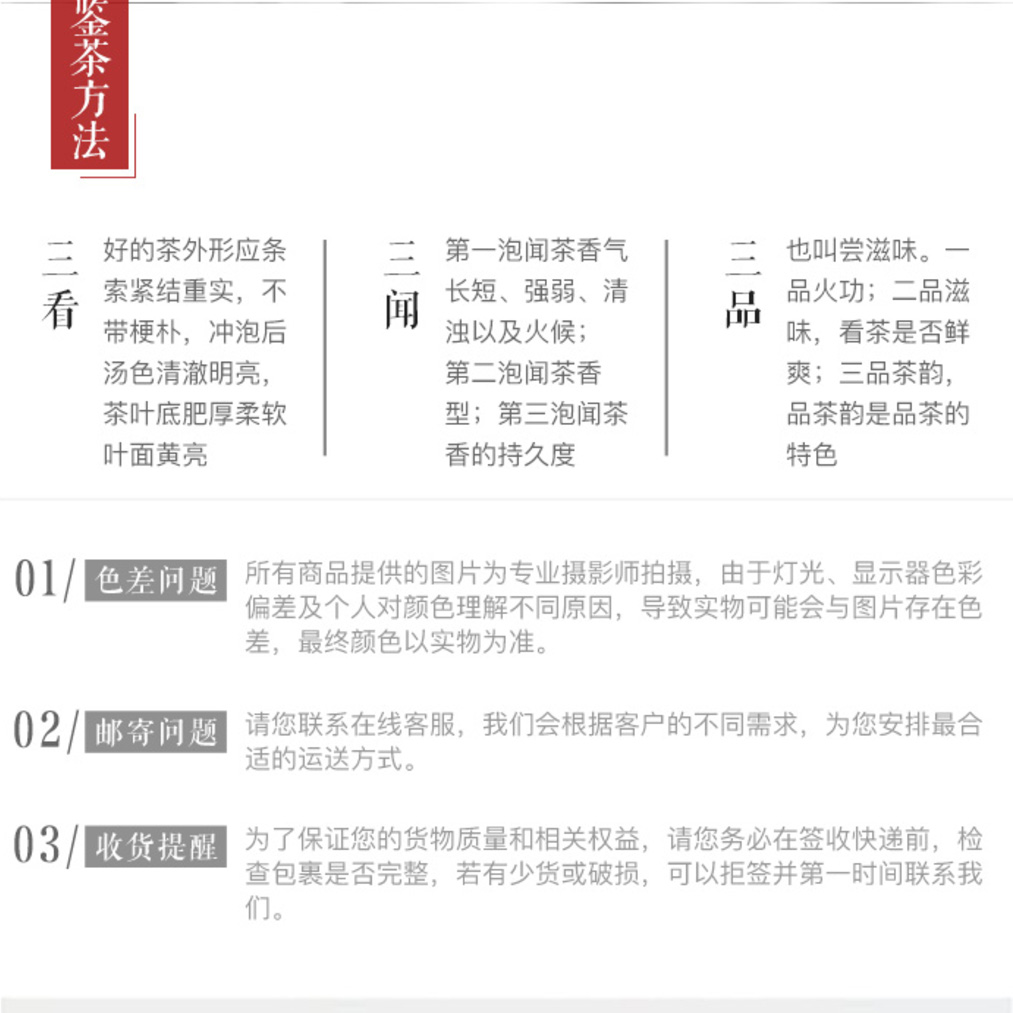 鉴茶方法
三看
好的茶外形应条
索紧结重实，不
带梗朴，冲泡后
汤色清澈明亮，
茶叶底肥厚柔软
叶面黄亮
三闻
第一泡闻茶香气
长短、强弱、清
浊以及火候；
第二泡闻茶香
型；第三泡闻茶
香的持久度
三品
也叫尝滋味。一
品火功；二品滋
味，看茶是否鲜
爽；三品茶韵，
品茶韵是品茶的
特色
01/ 色差问题
所有商品提供的图片为专业摄影师拍摄，由于灯光、显示器色彩
偏差及个人对颜色理解不同原因，导致实物可能会与图片存在色
差，最终颜色以实物为准。
02/ 邮寄问题
请您联系在线客服，我们会根据客户的不同需求，为您安排最合
适的运送方式。
03/ 收货提醒
为了保证您的货物质量和相关权益，请您务必在签收快递前，检
查包裹是否完整，若有少货或破损，可以拒签并第一时间联系我
们。